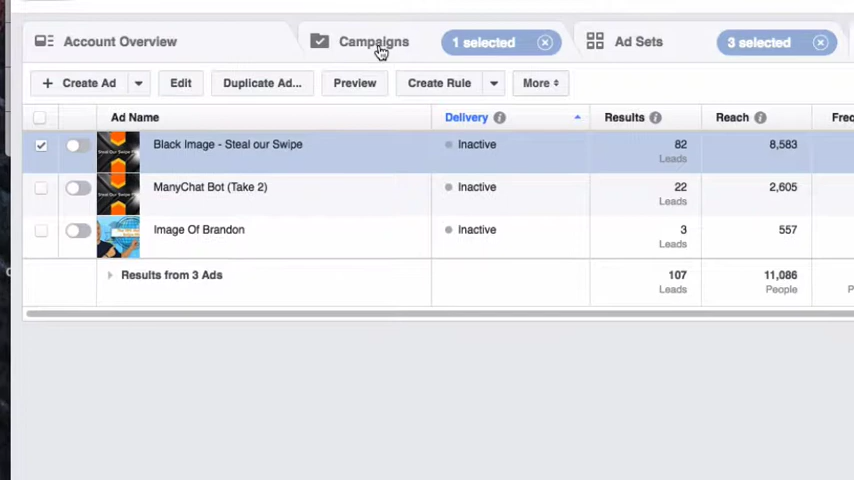 Account Overview Campaigns 1 selected Ad Sets 3 selected
+ Create Ad Edit Duplicate Ad... Preview Create Rule More
Ad Name Delivery Results Reach Freq
Black Image - Steal our Swipe Inactive 82 8,583
Leads
ManyChat Bot (Take 2) Inactive 22 2,605
Leads
Image Of Brandon Inactive 3 557
Leads
Results from 3 Ads 107 11,086
Leads People P